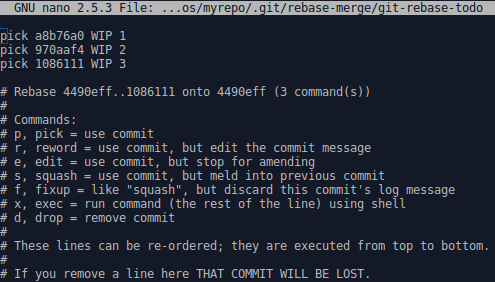 GNU nano 2.5.3 File: ...os/myrepo/.git/rebase-merge/git-rebase-todo
pick a8b76a0 WIP 1
pick 970aaf4 WIP 2
pick 1086111 WIP 3
# Rebase 4490eff..1086111 onto 4490eff (3 command(s))
#
# Commands:
# p, pick = use commit
# r, reword = use commit, but edit the commit message
# e, edit = use commit, but stop for amending
# s, squash = use commit, but meld into previous commit
# f, fixup = like "squash", but discard this commit's log message
# x, exec = run command (the rest of the line) using shell
# d, drop = remove commit
#
# These lines can be re-ordered; they are executed from top to bottom.
#
# If you remove a line here THAT COMMIT WILL BE LOST.